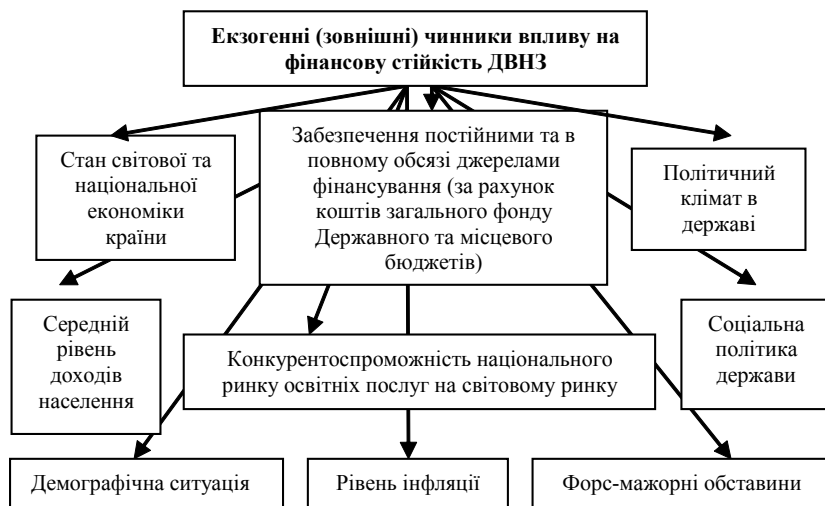 Екзогенні (зовнішні) чинники впливу на
фінансову стійкість ДВНЗ
Стан світової та
національної
економіки
країни
Забезпечення постійними та в
повному обсязі джерелами
фінансування (за рахунок
коштів загального фонду
Державного та місцевого
бюджетів)
Політичний
клімат в
державі
Середній
рівень
доходів
населення
Конкурентоспроможність національного
ринку освітніх послуг на світовому ринку
Соціальна
політика
держави
Демографічна ситуація
Рівень інфляції
Форс-мажорні обставини